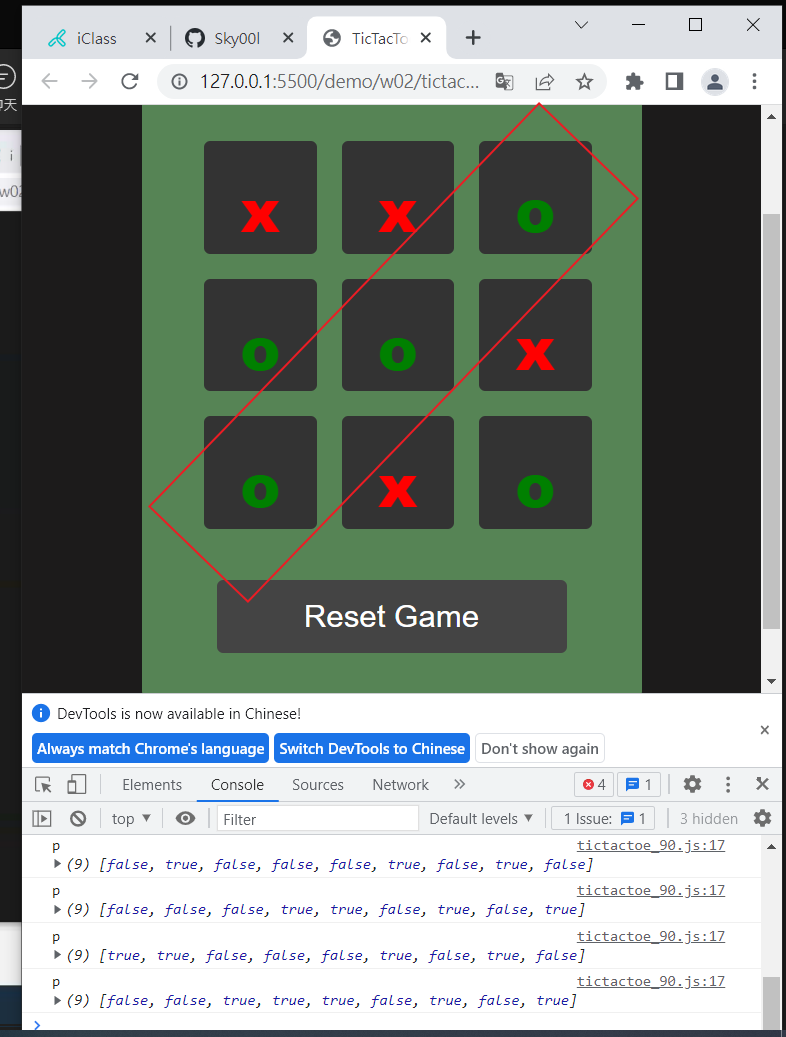 iClass
Sky00l
TicTacTo
127.0.0.1:5500/demo/w02/tictac...
天
i
w02
x x o
o o x
o x o
Reset Game
DevTools is now available in Chinese!
Always match Chrome's language Switch DevTools to Chinese Don't show again
Elements Console Sources Network 4 1
top Filter Default levels 1 Issue: 1 3 hidden
p tictactoe_90.js:17
(9) [false, true, false, false, false, true, false, true, false]
p tictactoe_90.js:17
(9) [false, false, false, true, true, false, true, false, true]
p tictactoe_90.js:17
(9) [true, true, false, false, false, true, false, true, false]
p tictactoe_90.js:17
(9) [false, false, true, true, true, false, true, false, true]